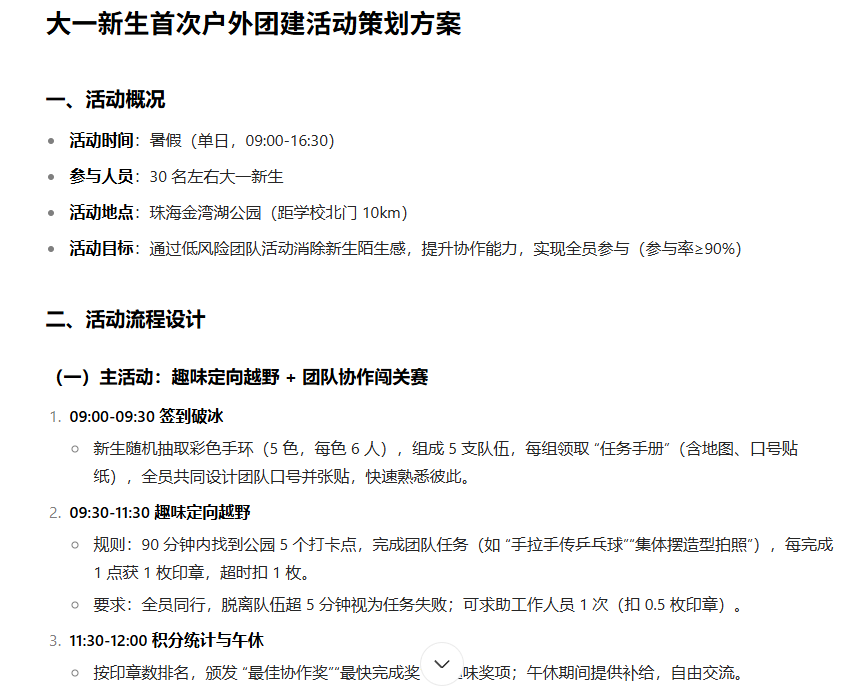 大一新生首次户外团建活动策划方案
一、活动概况
活动时间：暑假（单日，09:00-16:30）
参与人员：30 名左右大一新生
活动地点：珠海金湾湖公园（距学校北门 10km）
活动目标：通过低风险团队活动消除新生陌生感，提升协作能力，实现全员参与（参与率≥90%）
二、活动流程设计
（一）主活动：趣味定向越野 + 团队协作闯关赛
1. 09:00-09:30 签到破冰
新生随机抽取彩色手环（5 色，每色 6 人），组成 5 支队伍，每组领取 “任务手册”（含地图、口号贴
纸），全员共同设计团队口号并张贴，快速熟悉彼此。
2. 09:30-11:30 趣味定向越野
规则：90 分钟内找到公园 5 个打卡点，完成团队任务（如 “手拉手传乒乓球”“集体摆造型拍照”），每完成
1 点获 1 枚印章，超时扣 1 枚。
要求：全员同行，脱离队伍超 5 分钟视为任务失败；可求助工作人员 1 次（扣 0.5 枚印章）。
3. 11:30-12:00 积分统计与午休
按印章数排名，颁发 “最佳协作奖”“最快完成奖 味奖项；午休期间提供补给，自由交流。